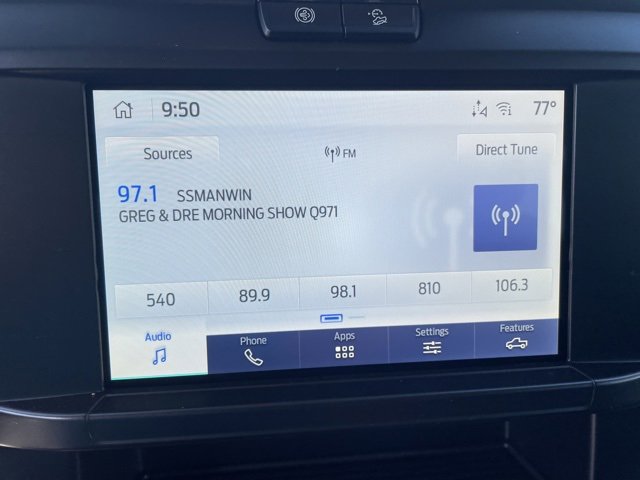 9:50 77°
Sources FM Direct Tune
97.1 SSMANWIN
GREG & DRE MORNING SHOW Q971
540 89.9 98.1 810 106.3
Audio Phone Apps Settings Features